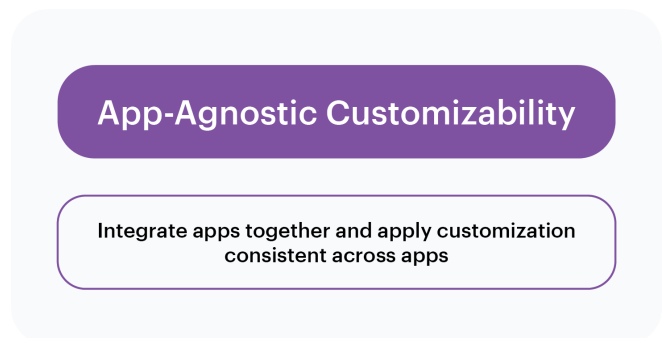 App-Agnostic Customizability
Integrate apps together and apply customization
consistent across apps